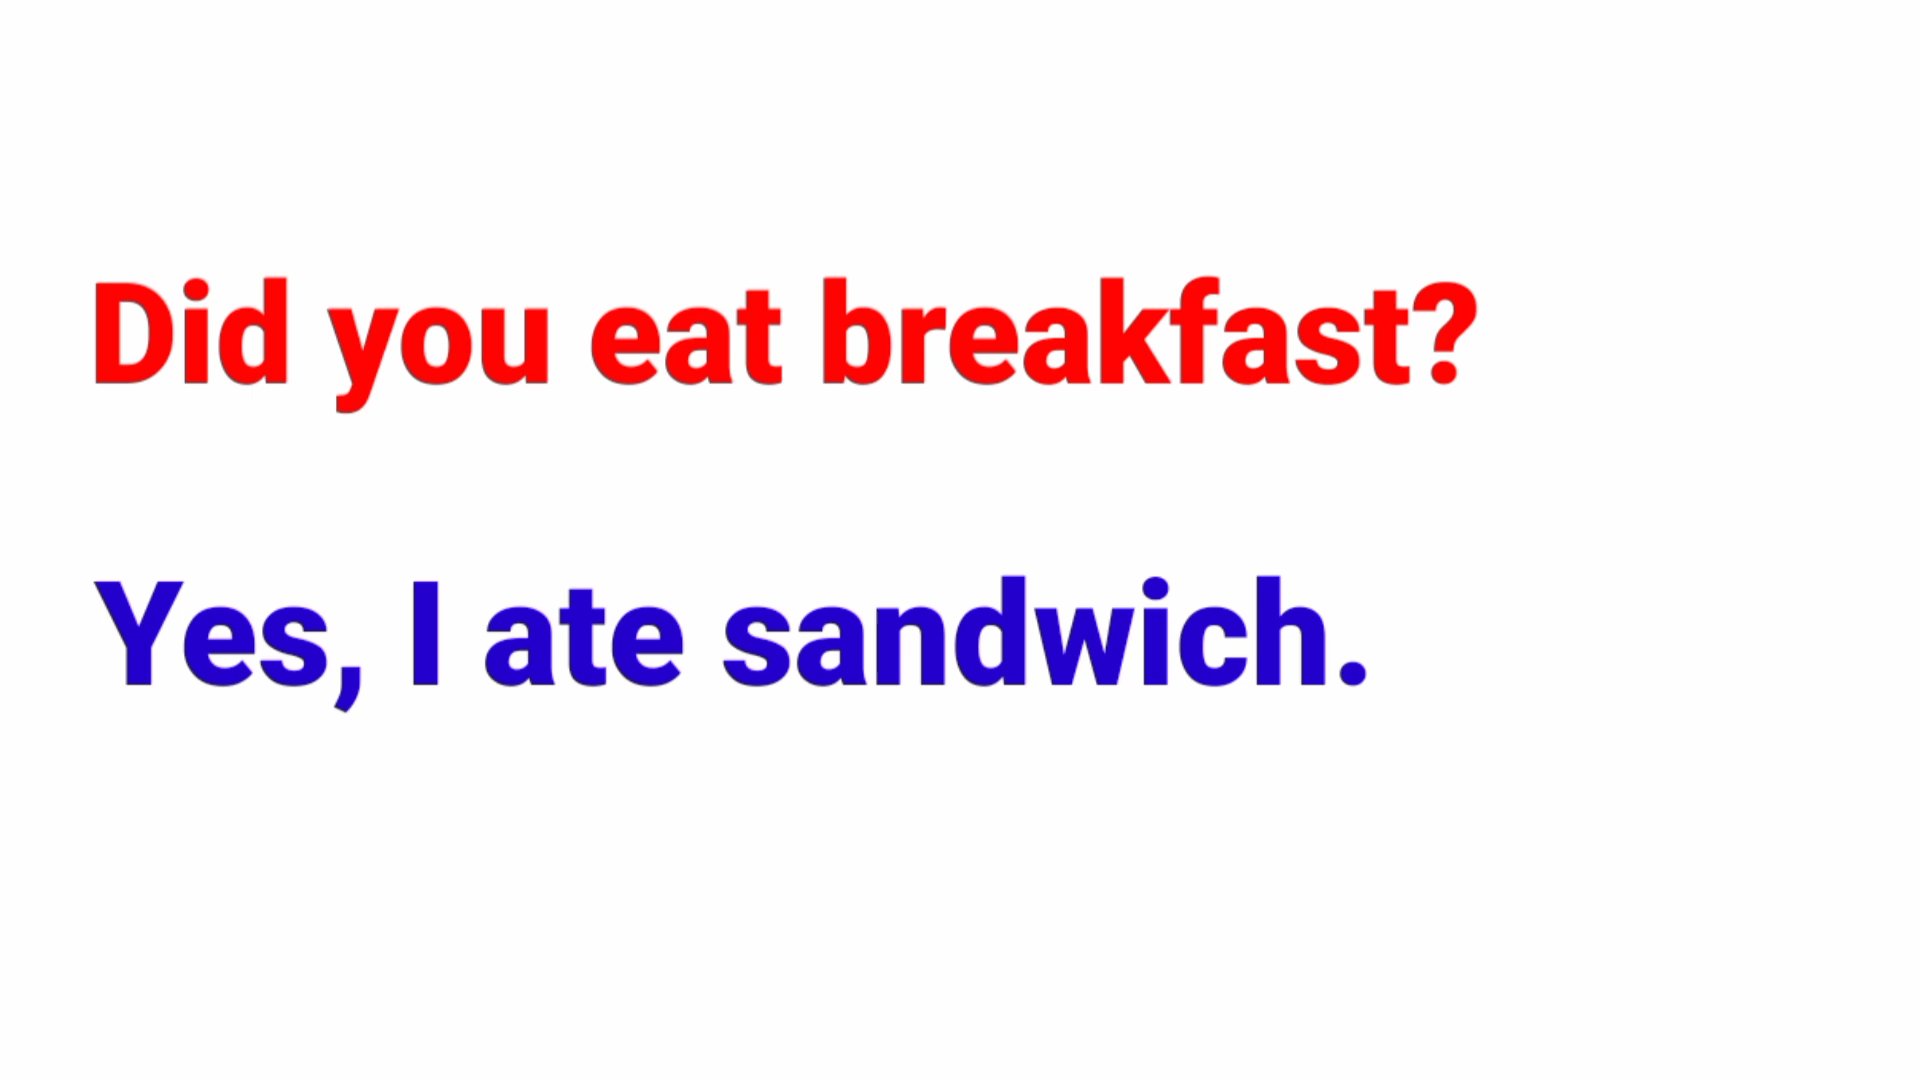 Did you eat breakfast?
Yes, I ate sandwich.